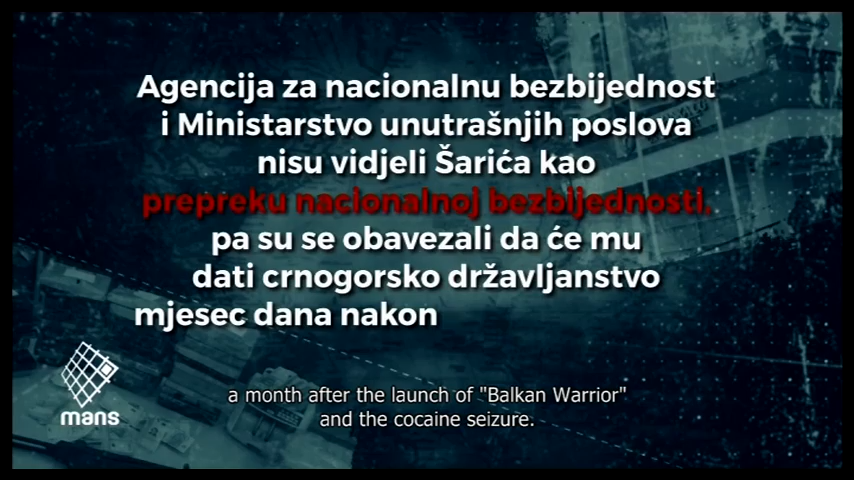 Agencija za nacionalnu bezbijednost
i Ministarstvo unutrašnjih poslova
nisu vidjeli Šarića kao
prepreku nacionalnoj bezbijednosti,
pa su se obavezali da će mu
dati crnogorsko državljanstvo
mjesec dana nakon
a month after the launch of "Balkan Warrior"
and the cocaine seizure.
mans